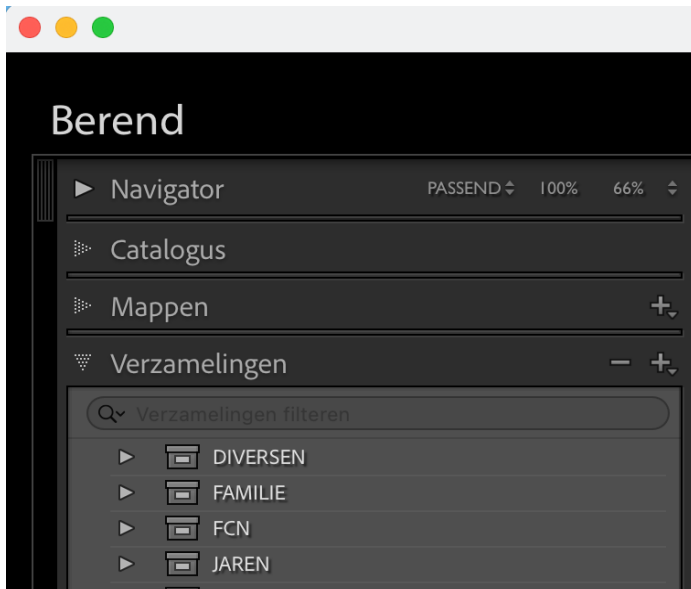 Berend
Navigator PASSEND 100% 66%
Catalogus
Mappen
Verzamelingen
Verzamelingen filteren
DIVERSEN
FAMILIE
FCN
JAREN